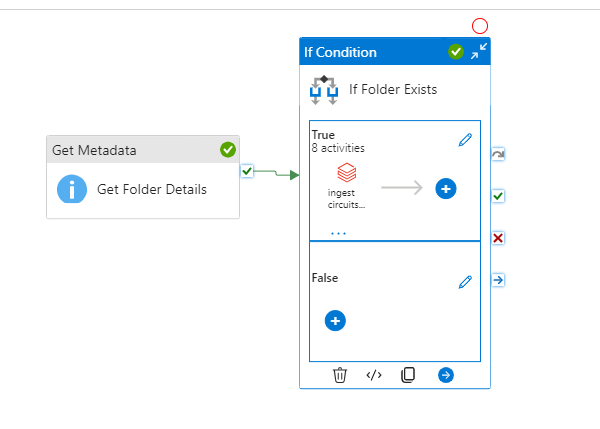 If Condition
If Folder Exists
Get Metadata
Get Folder Details
True
8 activities
ingest
circuits...
...
False